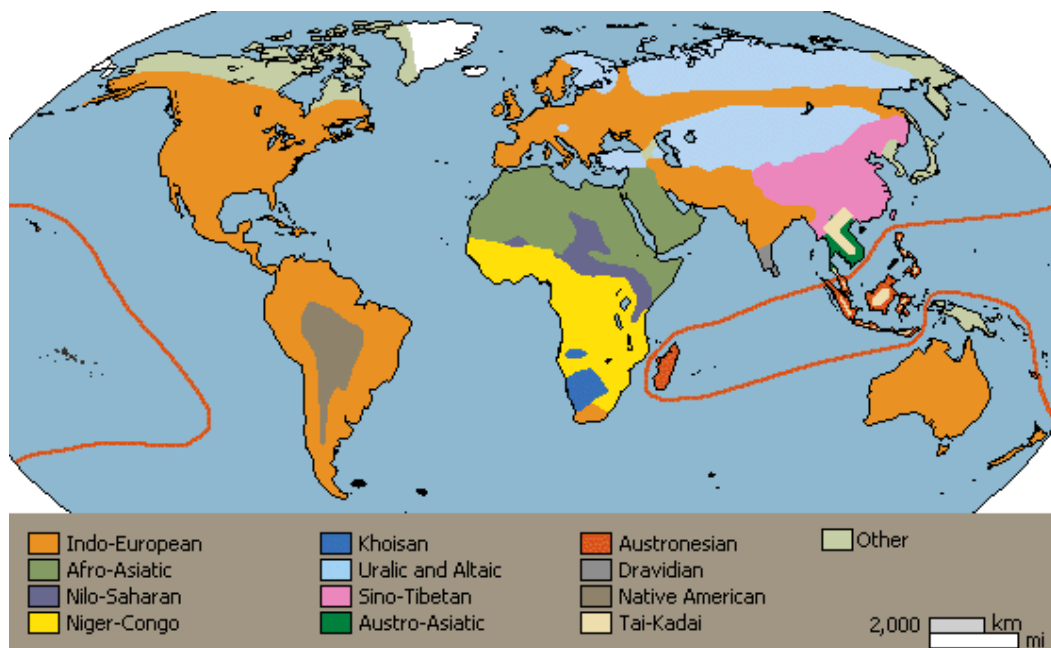 Indo-European
Afro-Asiatic
Nilo-Saharan
Niger-Congo
Khoisan
Uralic and Altaic
Sino-Tibetan
Austro-Asiatic
Austronesian
Dravidian
Native American
Tai-Kadai
Other
2,000 km
mi